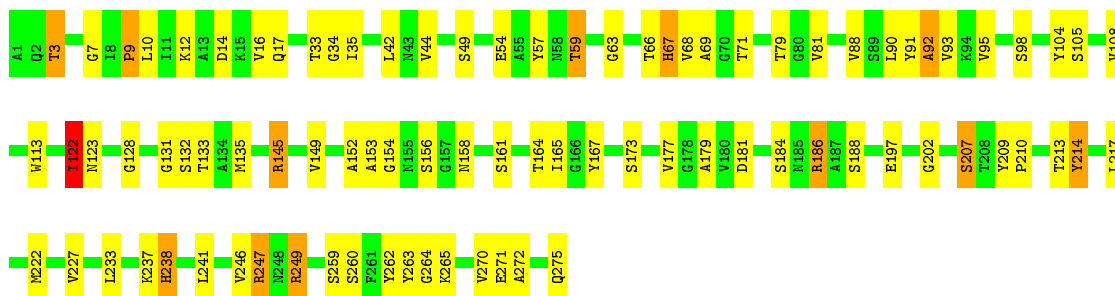 A1 Q2 T3 G7 I8 P9 L10 I11 K12 A13 D14 K15 V16 Q17 T33 G34 I35 L42 N43 V44 S49 E54 A55 Y57 N58 T59 G63 T66 H67 V68 A69 G70 T71 T79 G80 V81 V88 S89 L90 Y91 A92 V93 K94 V95 S98 Y104 S105
W113 I122 N123 G128 G131 S132 T133 A134 M135 R145 V149 A152 A153 G154 N155 S156 G157 N158 S161 T164 I165 G166 Y167 S173 V177 G178 A179 V180 D181 S184 N185 R186 A187 S188 E197 G202 S207 T208 Y209 P210 T213 Y214
M222 V227 L233 K237 H238 L241 V246 R247 N248 R249 S259 S260 F261 Y262 Y263 G264 K265 V270 E271 A272 Q275